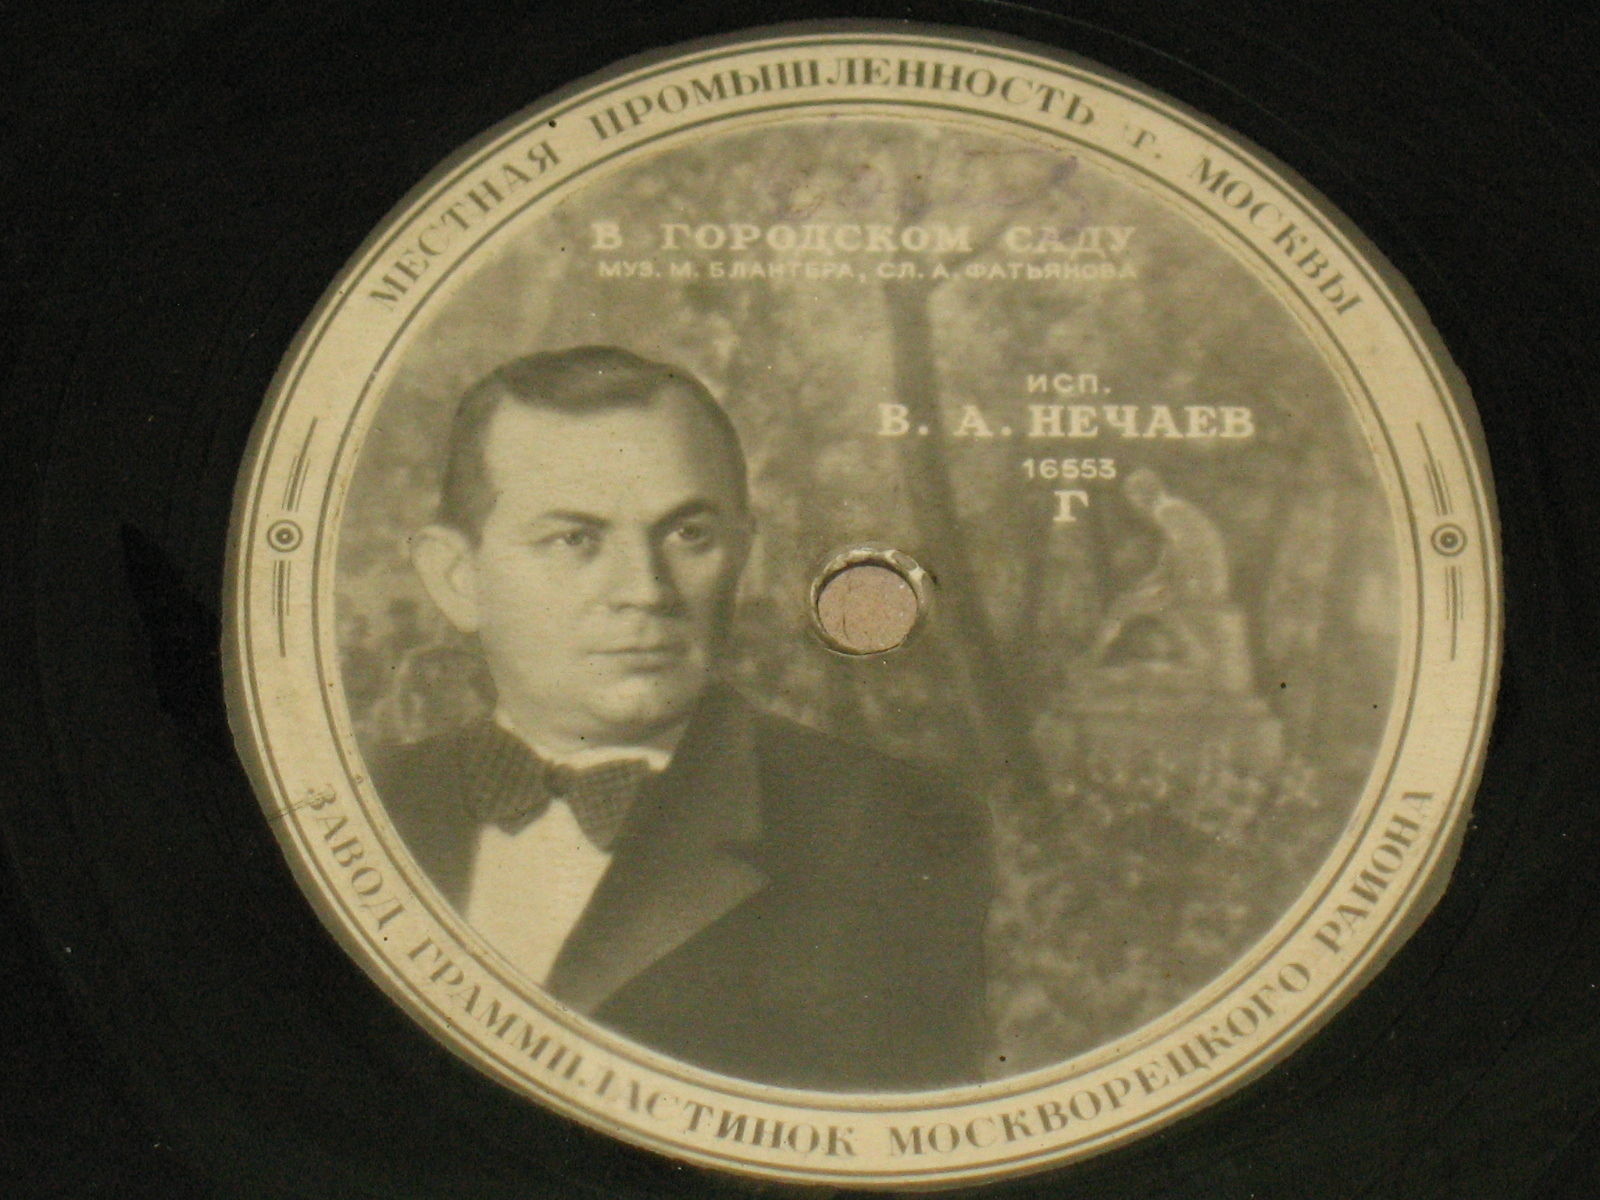 МЕСТНАЯ ПРОМЫШЛЕННОСТЬ г. МОСКВЫ
В ГОРОДСКОМ САДУ
МУЗ. М. БЛАНТЕРА, СЛ. А. ФАТЬЯНОВА
ИСП.
В. А. НЕЧАЕВ
16553
Г
ЗАВОД ГРАММПЛАСТИНОК МОСКВОРЕЦКОГО РАЙОНА